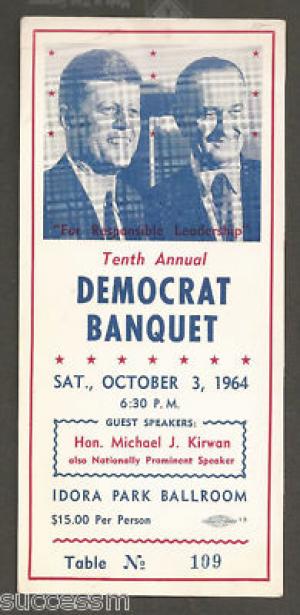 "For Responsible Leadership"
Tenth Annual
DEMOCRAT
BANQUET
SAT., OCTOBER 3, 1964
6:30 P. M.
GUEST SPEAKERS:
Hon. Michael J. Kirwan
also Nationally Prominent Speaker
IDORA PARK BALLROOM
$15.00 Per Person
Table No 109
successm